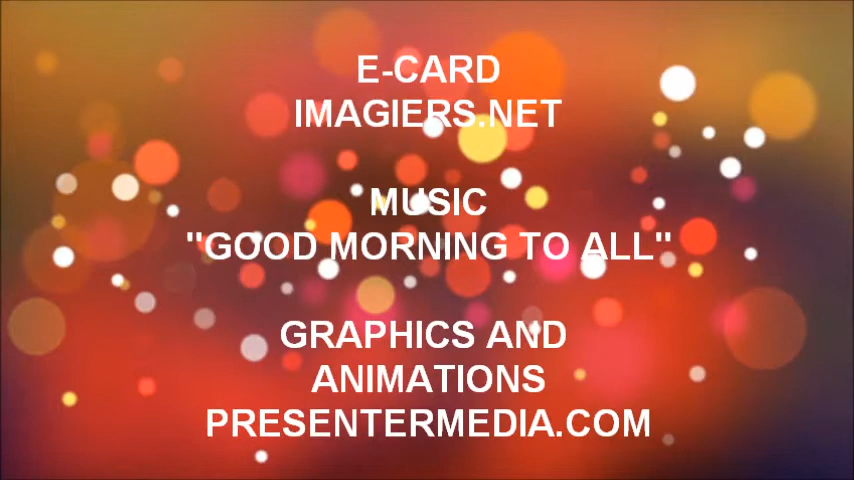 E-CARD
IMAGIERS.NET
MUSIC
"GOOD MORNING TO ALL"
GRAPHICS AND
ANIMATIONS
PRESENTERMEDIA.COM